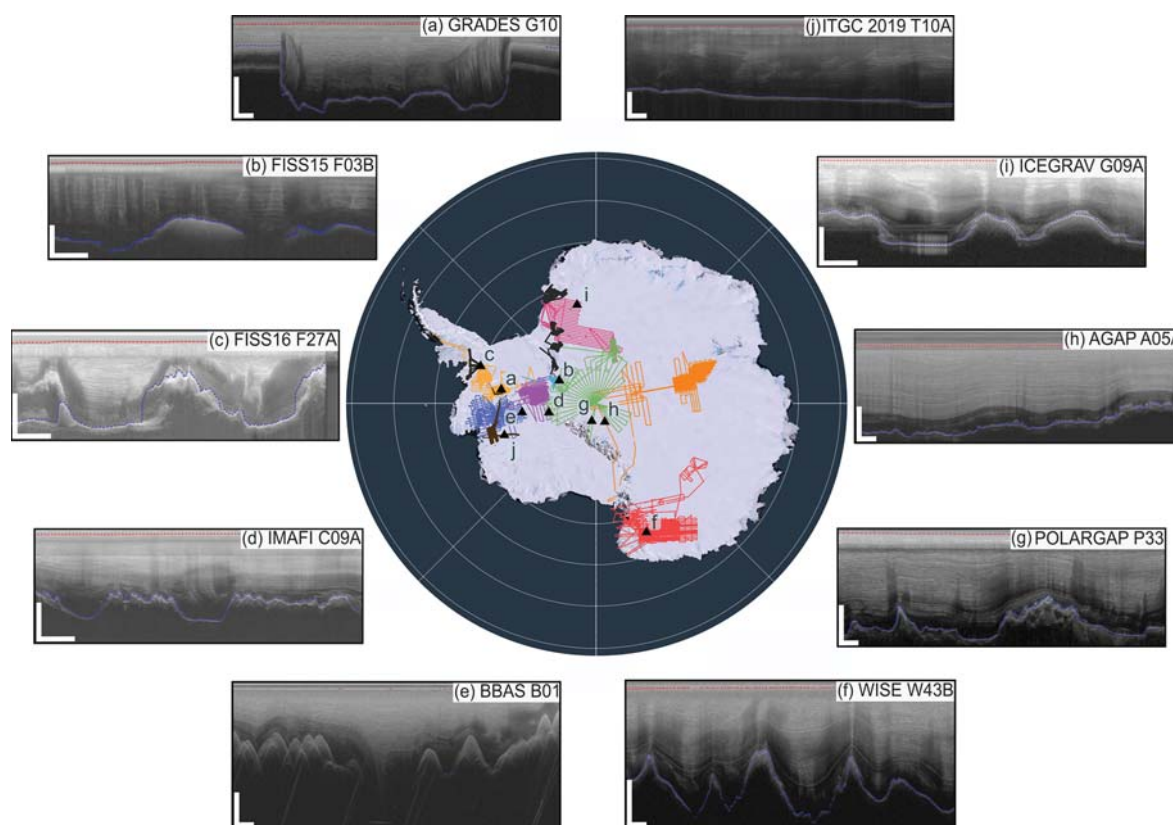 (a) GRADES G10
(j)ITGC 2019 T10A
(b) FISS15 F03B
(i) ICEGRAV G09A
(c) FISS16 F27A
(h) AGAP A05A
(d) IMAFI C09A
(g) POLARGAP P33
(e) BBAS B01
(f) WISE W43B
i
c
a
b
e
d
g
h
j
f